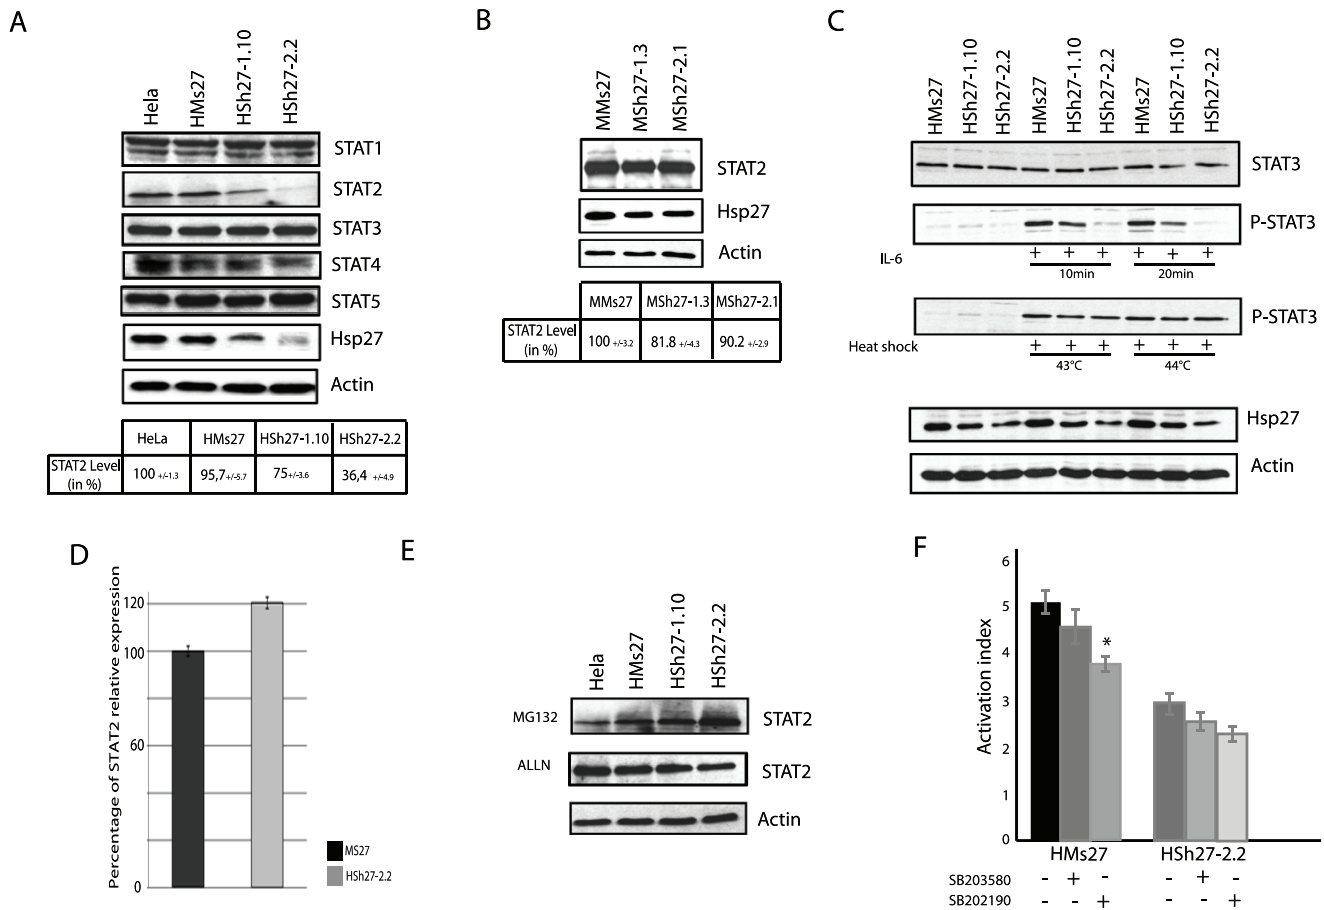 A
Hela
HMs27
HSh27-1.10
HSh27-2.2
STAT1
STAT2
STAT3
STAT4
STAT5
Hsp27
Actin
HeLa HMs27 HSh27-1.10 HSh27-2.2
STAT2 Level (in %) 100 +/-1.3 95,7 +/-5.7 75 +/-3.6 36,4 +/-4.9
B
MMs27
MSh27-1.3
MSh27-2.1
STAT2
Hsp27
Actin
MMs27 MSh27-1.3 MSh27-2.1
STAT2 Level (in %) 100 +/-3.2 81.8 +/-4.3 90.2 +/-2.9
C
HMs27
HSh27-1.10
HSh27-2.2
HMs27
HSh27-1.10
HSh27-2.2
HMs27
HSh27-1.10
HSh27-2.2
STAT3
P-STAT3
IL-6 + + + + + +
10min 20min
P-STAT3
Heat shock + + + + + +
43°C 44°C
Hsp27
Actin
D
Percentage of STAT2 relative expression
120
100
60
0
MS27
HSh27-2.2
E
Hela
HMs27
HSh27-1.10
HSh27-2.2
MG132 STAT2
ALLN STAT2
Actin
F
Activation index
6
5
4
3
2
1
0
*
HMs27 HSh27-2.2
SB203580 - + - - + -
SB202190 - - + - - +